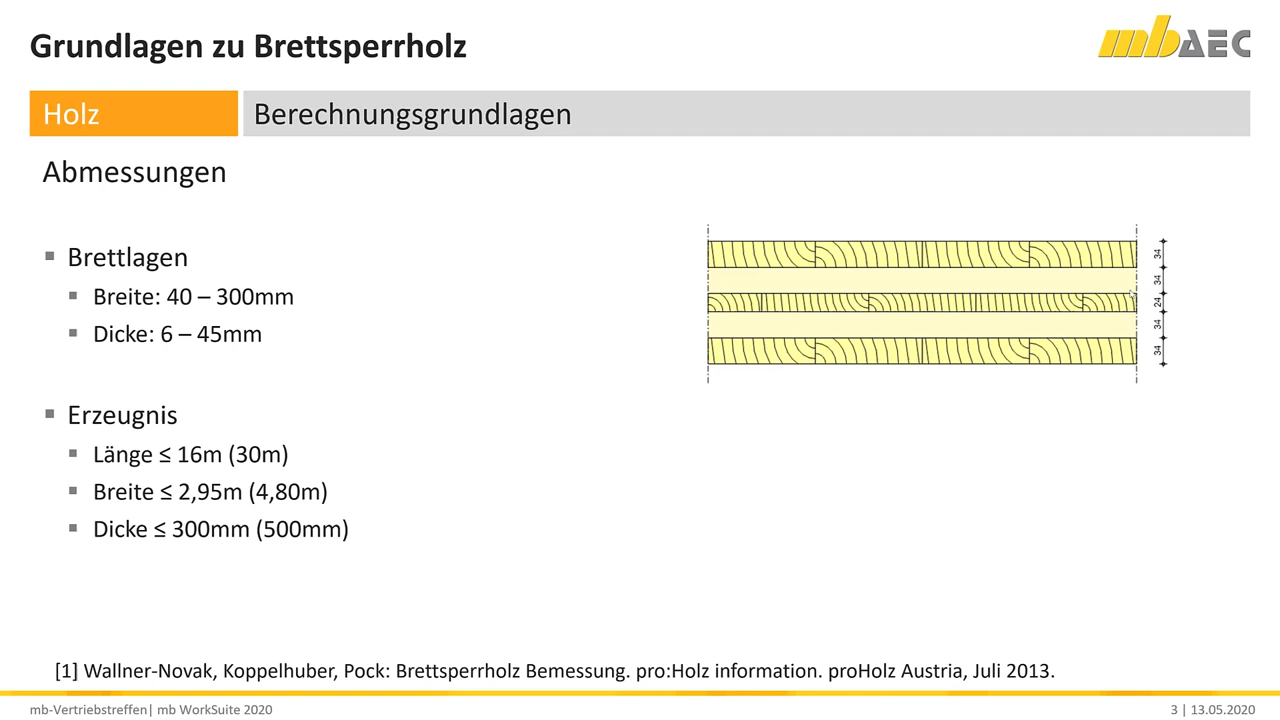 Grundlagen zu Brettsperrholz
mbAEC
Holz
Berechnungsgrundlagen
Abmessungen
▪ Brettlagen
▪ Breite: 40 – 300mm
▪ Dicke: 6 – 45mm
▪ Erzeugnis
▪ Länge ≤ 16m (30m)
▪ Breite ≤ 2,95m (4,80m)
▪ Dicke ≤ 300mm (500mm)
34
34
24
34
34
[1] Wallner-Novak, Koppelhuber, Pock: Brettsperrholz Bemessung. pro:Holz information. proHolz Austria, Juli 2013.
mb-Vertriebstreffen| mb WorkSuite 2020
3 | 13.05.2020